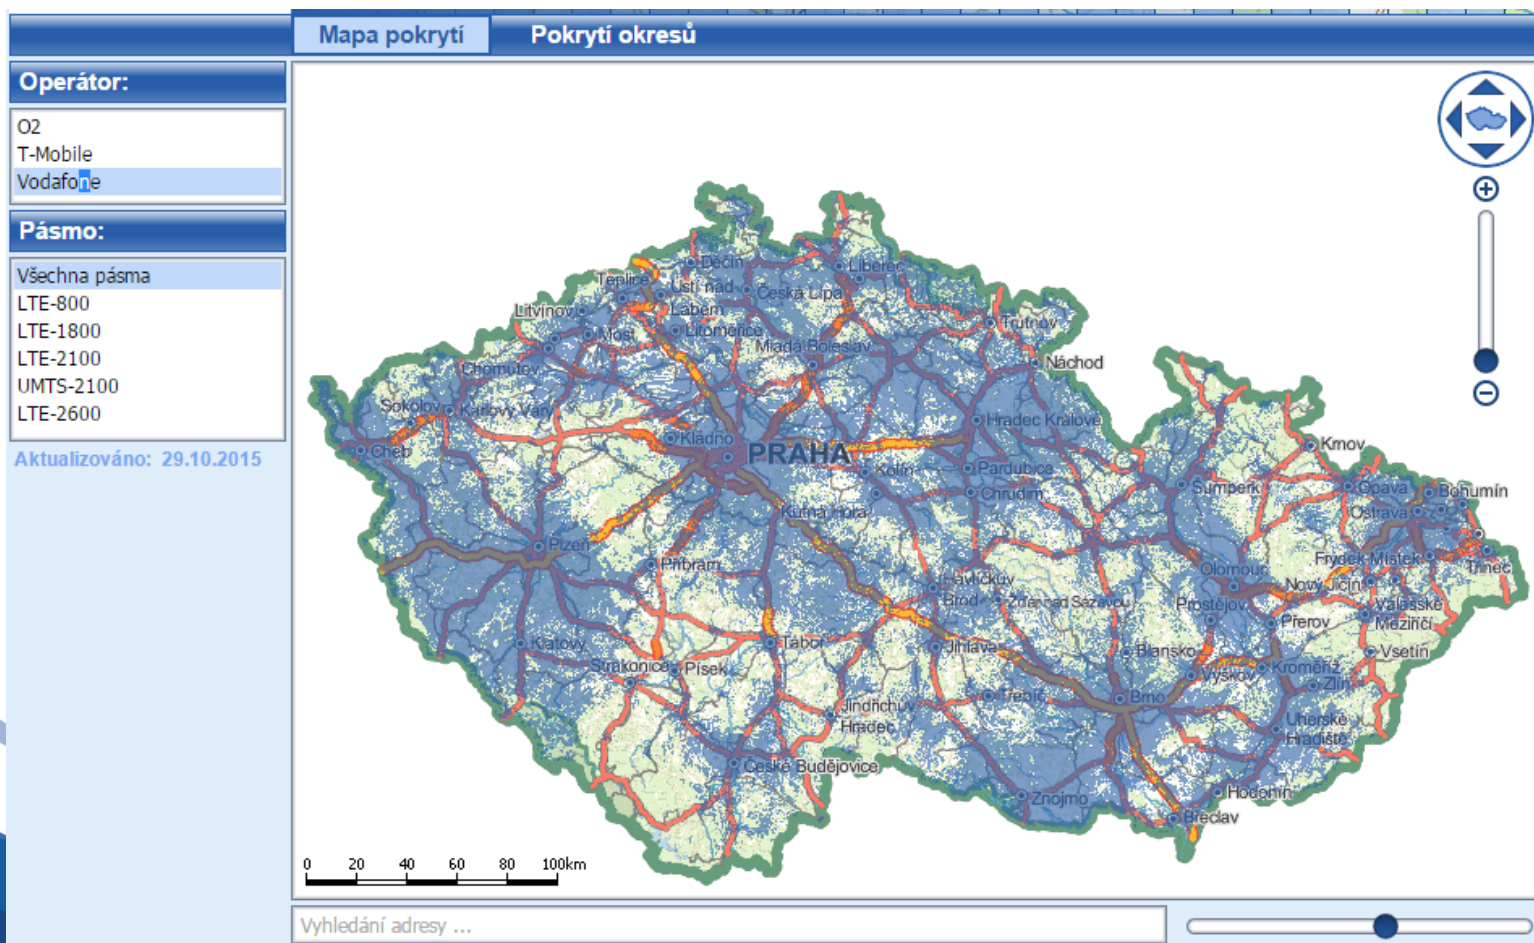 Mapa pokrytí
Pokrytí okresů
Operátor:
O2
T-Mobile
Vodafone
Pásmo:
Všechna pásma
LTE-800
LTE-1800
LTE-2100
UMTS-2100
LTE-2600
Aktualizováno: 29.10.2015
Děčín
Liberec
Teplice
Ústí nad
Labem
Česká Lípa
Litvínov
Most
Litoměřice
Trutnov
Mladá Boleslav
Náchod
Chomutov
Sokolov
Karlovy Vary
Hradec Králové
Kladno
PRAHA
Cheb
Krnov
Kolín
Pardubice
Chrudim
Šumperk
Opava
Bohumín
Kutná Hora
Ostrava
Plzeň
Příbram
Havlíčkův
Brod
Olomouc
Frýdek-Místek
Třinec
Nový Jičín
Žďár nad Sázavou
Prostějov
Valašské
Meziříčí
Přerov
Klatovy
Tábor
Jihlava
Blansko
Vsetín
Strakonice
Písek
Vyškov
Kroměříž
Zlín
Třebíč
Brno
Jindřichův
Hradec
Uherské
Hradiště
České Budějovice
Znojmo
Hodonín
Břeclav
0 20 40 60 80 100km
Vyhledání adresy ...